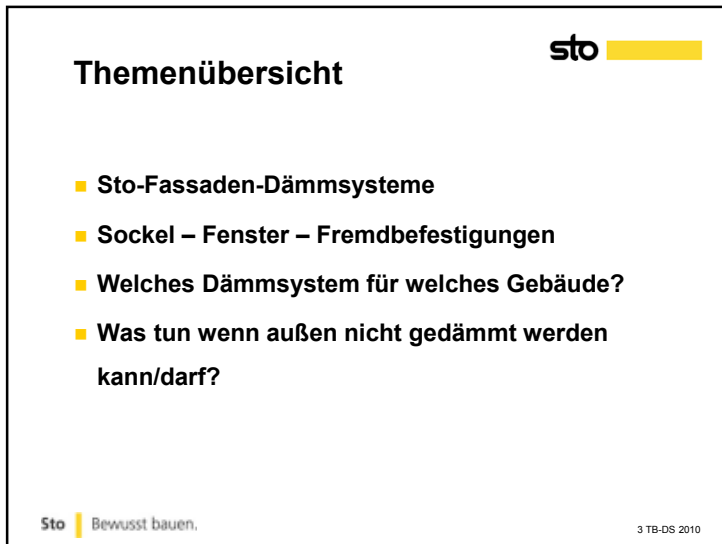 sto
Themenübersicht
Sto-Fassaden-Dämmsysteme
Sockel – Fenster – Fremdbefestigungen
Welches Dämmsystem für welches Gebäude?
Was tun wenn außen nicht gedämmt werden
kann/darf?
Sto Bewusst bauen.
3 TB-DS 2010